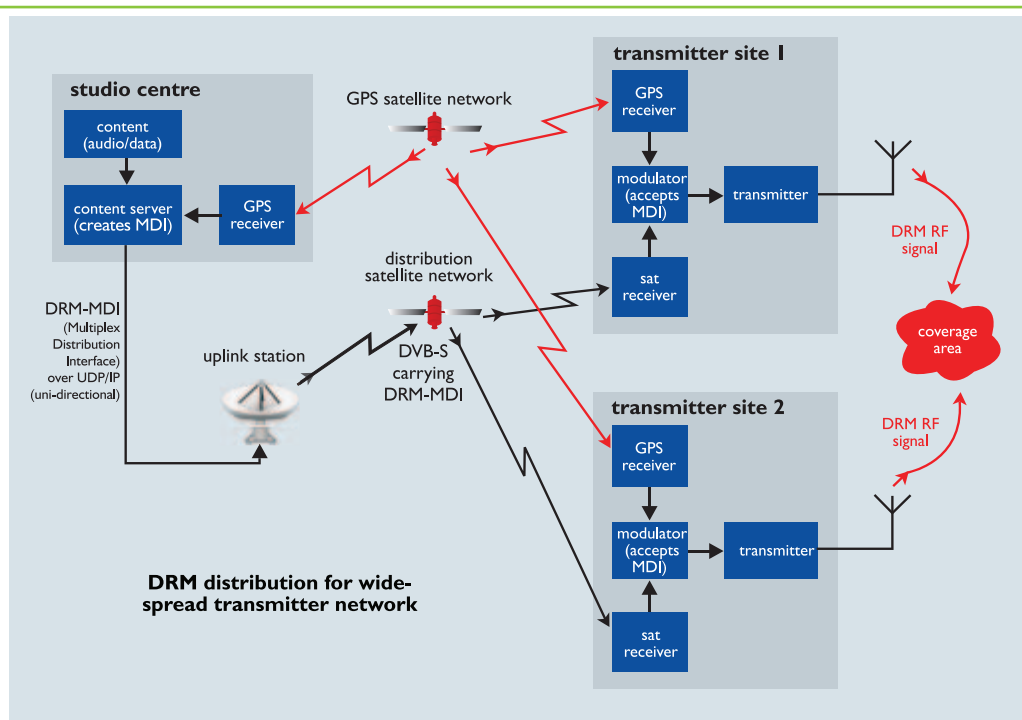 studio centre
content
(audio/data)
content server
(creates MDI)
GPS
receiver
GPS satellite network
distribution
satellite network
DRM-MDI
(Multiplex
Distribution
Interface)
over UDP/IP
(uni-directional)
uplink station
DVB-S
carrying
DRM-MDI
transmitter site 1
GPS
receiver
modulator
(accepts
MDI)
transmitter
sat
receiver
DRM RF
signal
coverage
area
transmitter site 2
GPS
receiver
modulator
(accepts
MDI)
transmitter
sat
receiver
DRM RF
signal
DRM distribution for wide-
spread transmitter network